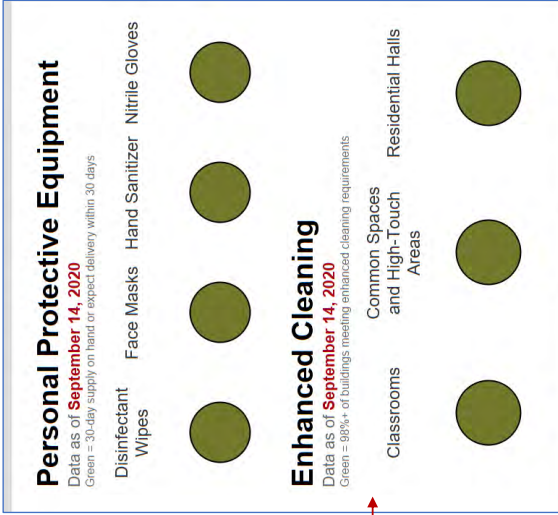 Personal Protective Equipment
Data as of September 14, 2020
Green = 30-day supply on hand or expect delivery within 30 days
Disinfectant
Wipes
Face Masks
Hand Sanitizer
Nitrile Gloves
Enhanced Cleaning
Data as of September 14, 2020
Green = 98%+ of buildings meeting enhanced cleaning requirements
Classrooms
Common Spaces
and High-Touch
Areas
Residential Halls